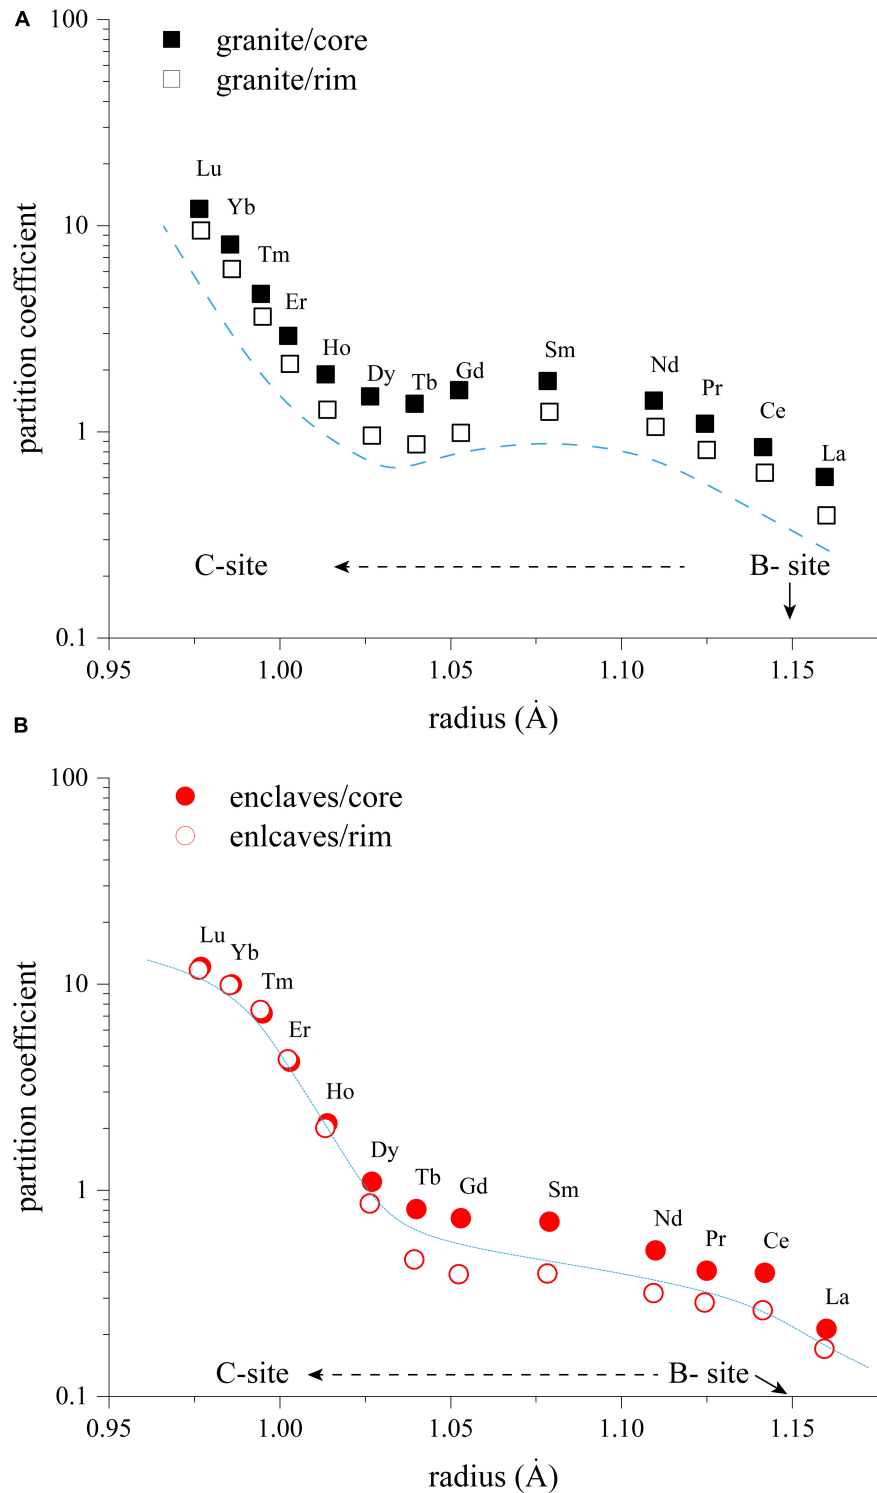 A
100
granite/core
granite/rim
Lu
Yb
10
Tm
Er
Ho
Dy
Tb
Gd
Sm
Nd
Pr
Ce
La
1
partition coefficient
C-site
B- site
0.1
0.95
1.00
1.05
1.10
1.15
radius (Å)
B
100
enclaves/core
enlcaves/rim
Lu
Yb
10
Tm
Er
Ho
Dy
Tb
Gd
Sm
Nd
Pr
Ce
La
1
partition coefficient
C-site
B- site
0.1
0.95
1.00
1.05
1.10
1.15
radius (Å)